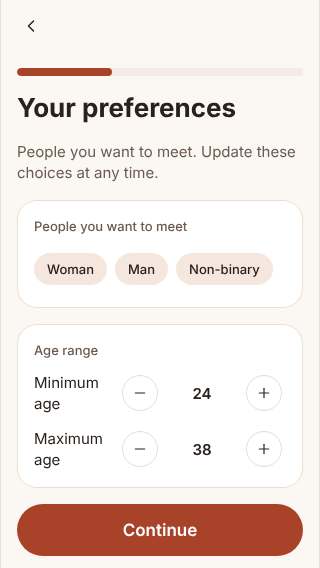 Your preferences
People you want to meet. Update these
choices at any time.
People you want to meet
Woman Man Non-binary
Age range
Minimum
age
24
Maximum
age
38
Continue